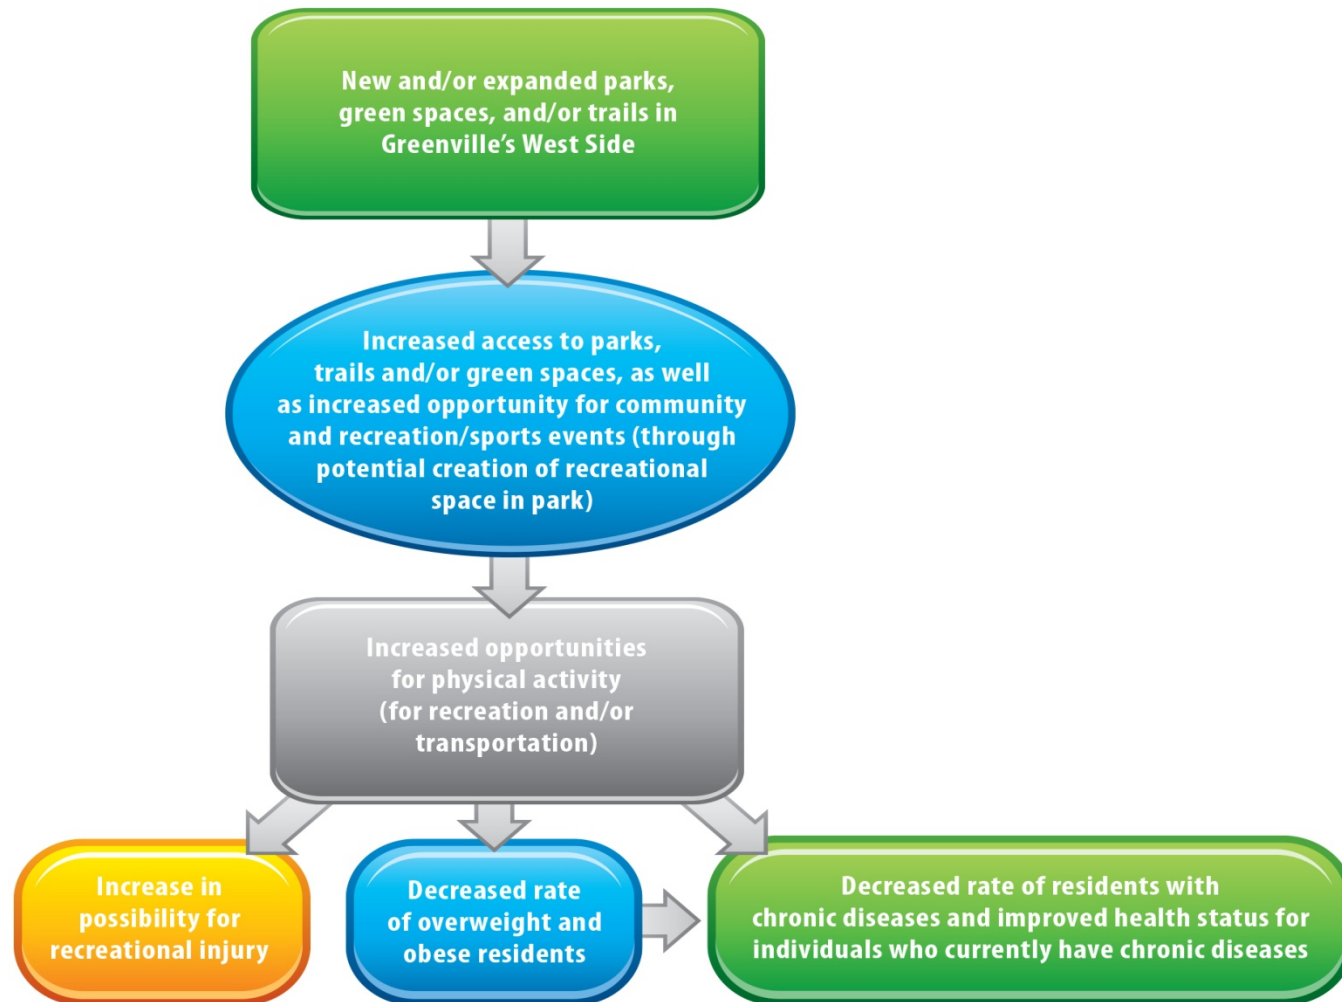 New and/or expanded parks,
green spaces, and/or trails in
Greenville’s West Side
Increased access to parks,
trails and/or green spaces, as well
as increased opportunity for community
and recreation/sports events (through
potential creation of recreational
space in park)
Increased opportunities
for physical activity
(for recreation and/or
transportation)
Increase in
possibility for
recreational injury
Decreased rate
of overweight and
obese residents
Decreased rate of residents with
chronic diseases and improved health status for
individuals who currently have chronic diseases